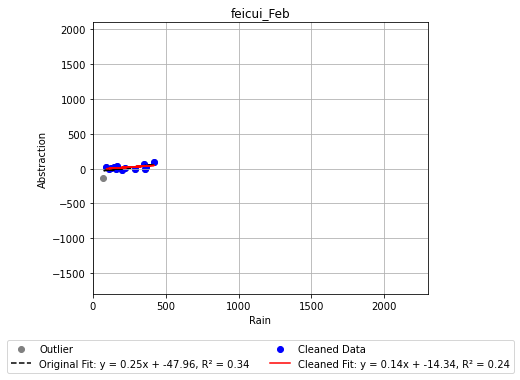 feicui_Feb
Abstraction
2000
1500
1000
500
0
−500
−1000
−1500
0 500 1000 1500 2000
Rain
Outlier Cleaned Data
Original Fit: y = 0.25x + -47.96, R² = 0.34 Cleaned Fit: y = 0.14x + -14.34, R² = 0.24